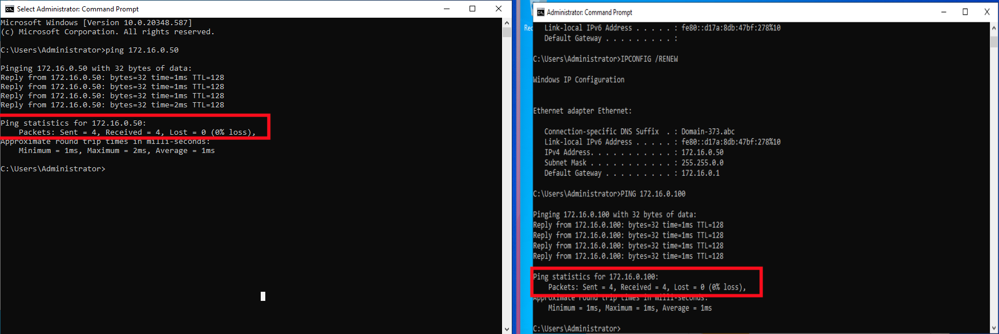 Select Administrator: Command Prompt
Microsoft Windows [Version 10.0.20348.587]
(c) Microsoft Corporation. All rights reserved.
C:\Users\Administrator>ping 172.16.0.50
Pinging 172.16.0.50 with 32 bytes of data:
Reply from 172.16.0.50: bytes=32 time=1ms TTL=128
Reply from 172.16.0.50: bytes=32 time=1ms TTL=128
Reply from 172.16.0.50: bytes=32 time=1ms TTL=128
Reply from 172.16.0.50: bytes=32 time=2ms TTL=128
Ping statistics for 172.16.0.50:
Packets: Sent = 4, Received = 4, Lost = 0 (0% loss),
Approximate round trip times in milli-seconds:
Minimum = 1ms, Maximum = 2ms, Average = 1ms
C:\Users\Administrator>
Rec
Administrator: Command Prompt
Link-local IPv6 Address . . . . . : fe80::d17a:8db:47bf:278%10
Default Gateway . . . . . . . . . :
C:\Users\Administrator>IPCONFIG /RENEW
Windows IP Configuration
Ethernet adapter Ethernet:
Connection-specific DNS Suffix  . : Domain-373.abc
Link-local IPv6 Address . . . . . : fe80::d17a:8db:47bf:278%10
IPv4 Address. . . . . . . . . . . : 172.16.0.50
Subnet Mask . . . . . . . . . . . : 255.255.0.0
Default Gateway . . . . . . . . . : 172.16.0.1
C:\Users\Administrator>PING 172.16.0.100
Pinging 172.16.0.100 with 32 bytes of data:
Reply from 172.16.0.100: bytes=32 time=1ms TTL=128
Reply from 172.16.0.100: bytes=32 time=1ms TTL=128
Reply from 172.16.0.100: bytes=32 time=1ms TTL=128
Reply from 172.16.0.100: bytes=32 time=1ms TTL=128
Ping statistics for 172.16.0.100:
Packets: Sent = 4, Received = 4, Lost = 0 (0% loss),
Approximate round trip times in milli-seconds:
Minimum = 1ms, Maximum = 1ms, Average = 1ms
C:\Users\Administrator>